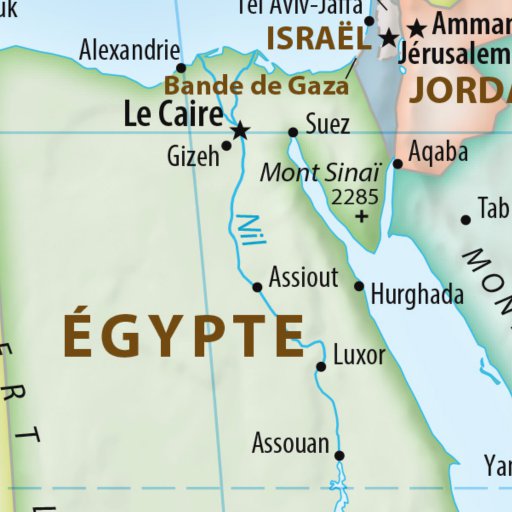 Tel Aviv-Jaffa
Amman
ISRAËL
Jérusalem
Alexandrie
Bande de Gaza
JORDA
Le Caire
Suez
Gizeh
Aqaba
Mont Sinaï
2285
Tab
Nil
MON
Assiout
Hurghada
ÉGYPTE
Luxor
ERT
Assouan
Yan